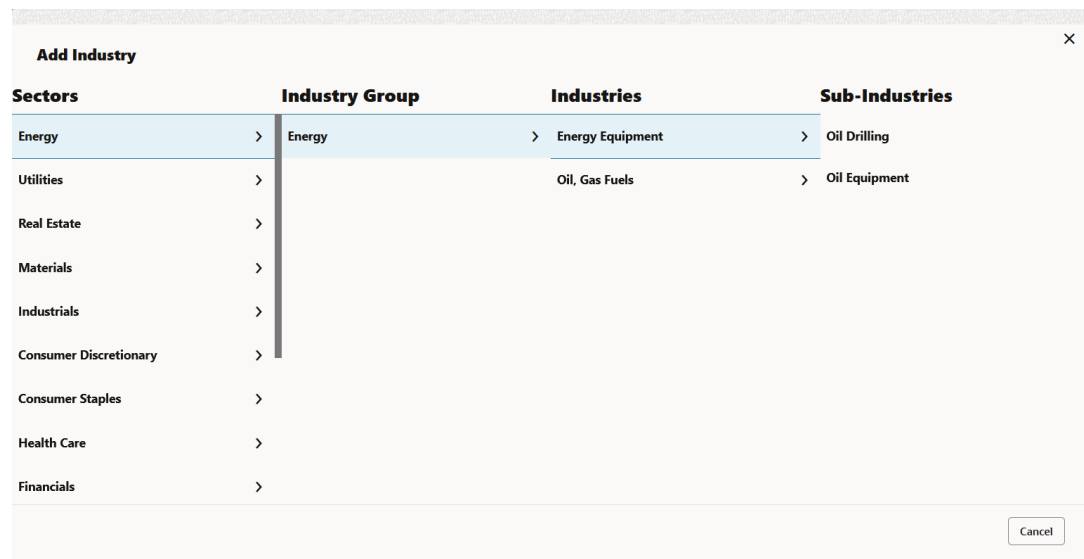 Add Industry
Sectors Industry Group Industries Sub-Industries
Energy Energy Energy Equipment Oil Drilling
Utilities Oil, Gas Fuels Oil Equipment
Real Estate
Materials
Industrials
Consumer Discretionary
Consumer Staples
Health Care
Financials
Cancel